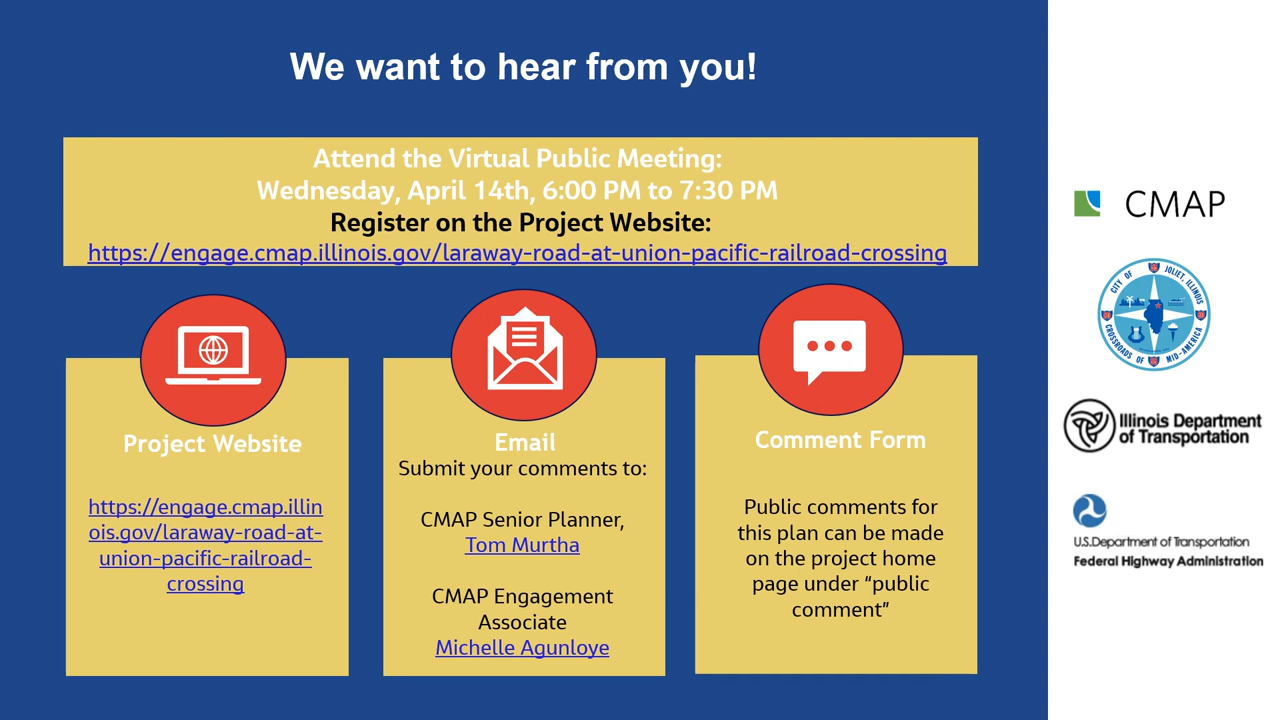 We want to hear from you!
Attend the Virtual Public Meeting:
Wednesday, April 14th, 6:00 PM to 7:30 PM
Register on the Project Website:
https://engage.cmap.illinois.gov/laraway-road-at-union-pacific-railroad-crossing
Project Website
https://engage.cmap.illin
ois.gov/laraway-road-at-
union-pacific-railroad-
crossing
Email
Submit your comments to:
CMAP Senior Planner,
Tom Murtha
CMAP Engagement
Associate
Michelle Agunloye
Comment Form
Public comments for
this plan can be made
on the project home
page under “public
comment”
CMAP
CITY OF JOLIET, ILLINOIS
CROSSROADS OF MID-AMERICA
Illinois Department
of Transportation
U.S.Department of Transportation
Federal Highway Administration